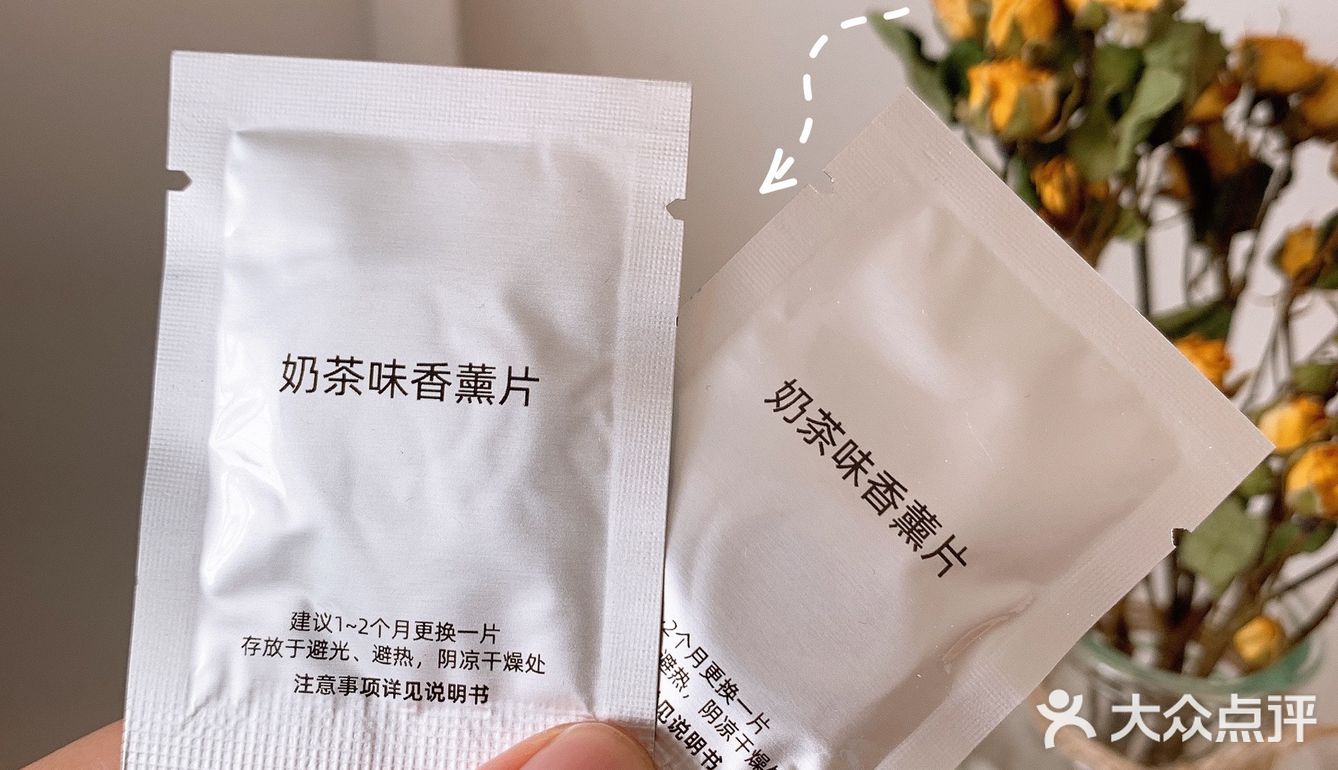 奶茶味香薰片
建议1~2个月更换一片
存放于避光、避热，阴凉干燥处
注意事项详见说明书
奶茶味香薰片
2个月更换一片
避热，阴凉干燥处
见说明书
大众点评